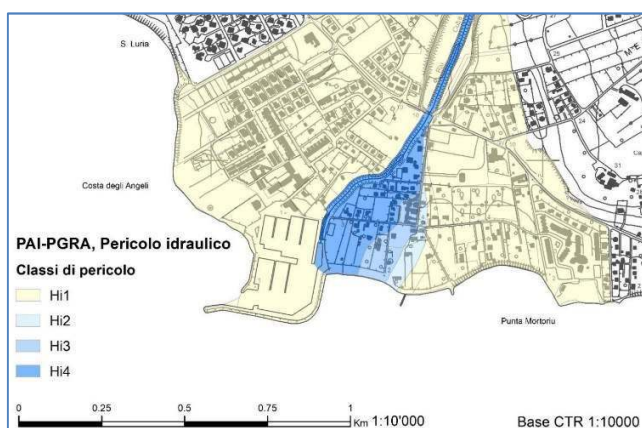 S. Luria
Costa degli Angeli
PAI-PGRA, Pericolo idraulico
Classi di pericolo
Hi1
Hi2
Hi3
Hi4
Punta Mortoriu
0 0.25 0.5 0.75 1
Km 1:10'000
Base CTR 1:10000